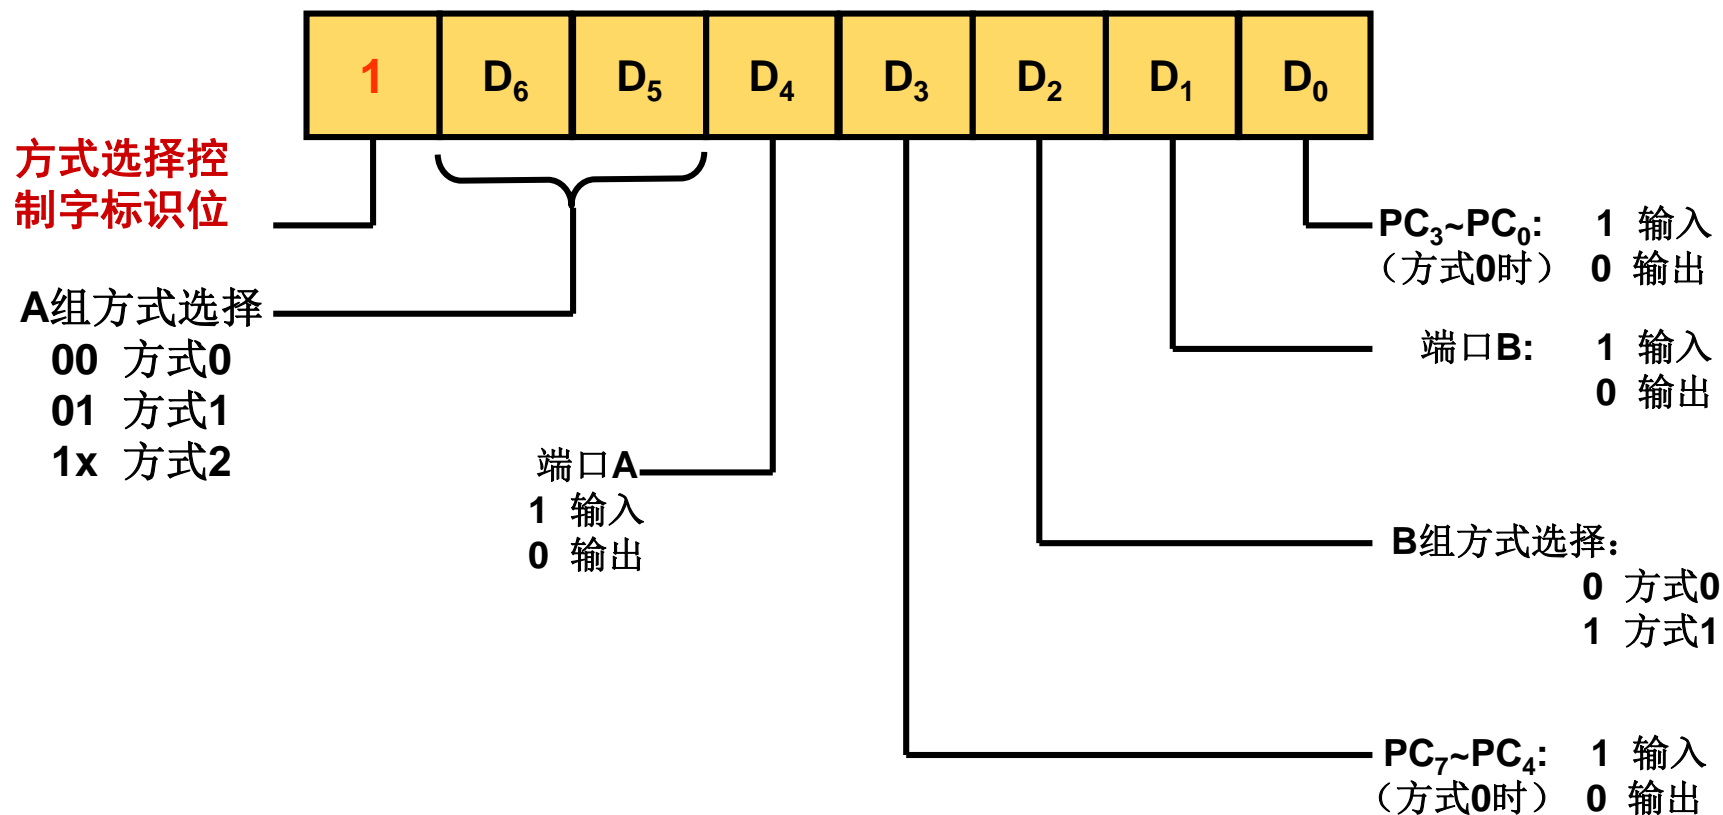 1 D₆ D₅ D₄ D₃ D₂ D₁ D₀
方式选择控
制字标识位
A组方式选择
00 方式0
01 方式1
1x 方式2
端口A
1 输入
0 输出
PC₃~PC₀: 1 输入
（方式0时） 0 输出
端口B: 1 输入
0 输出
B组方式选择：
0 方式0
1 方式1
PC₇~PC₄: 1 输入
（方式0时） 0 输出